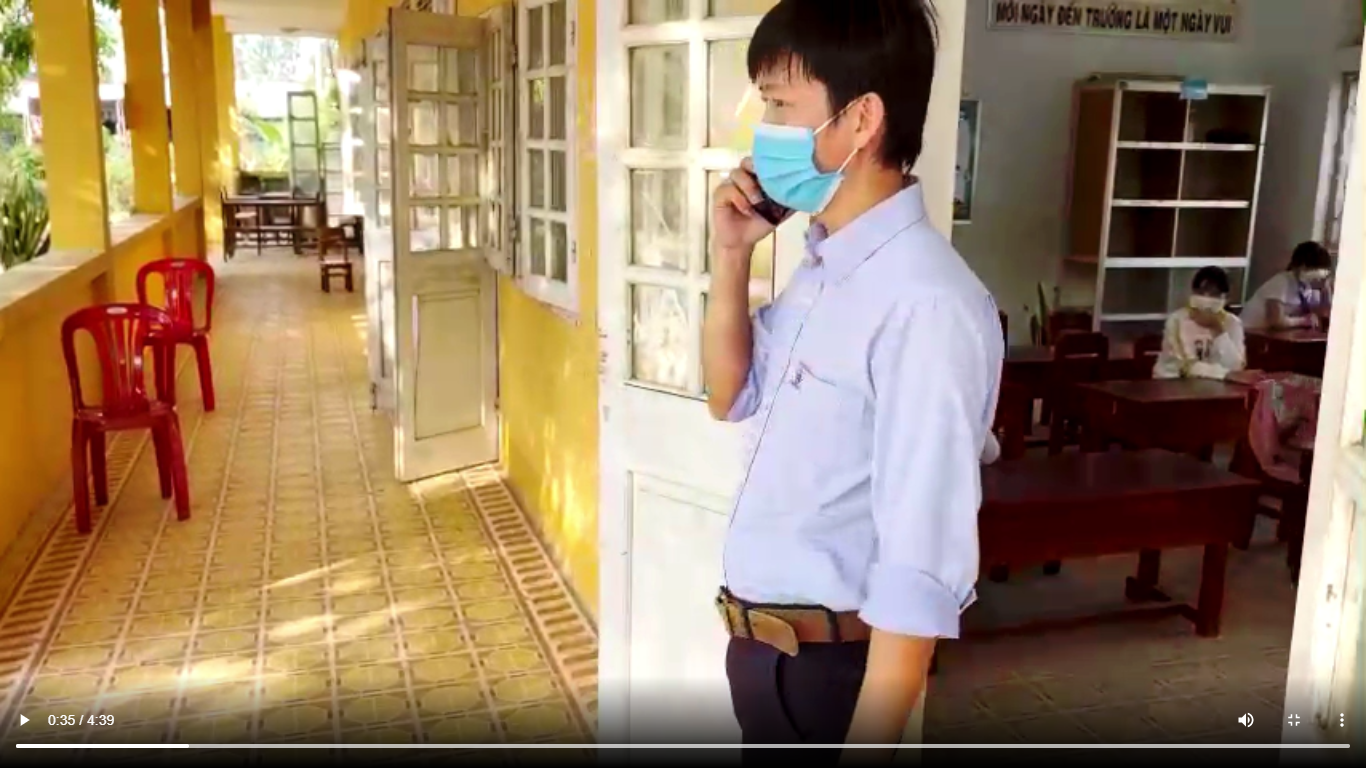 MỖI NGÀY ĐẾN TRƯỜNG LÀ MỘT NGÀY VUI
0:35 / 4:39